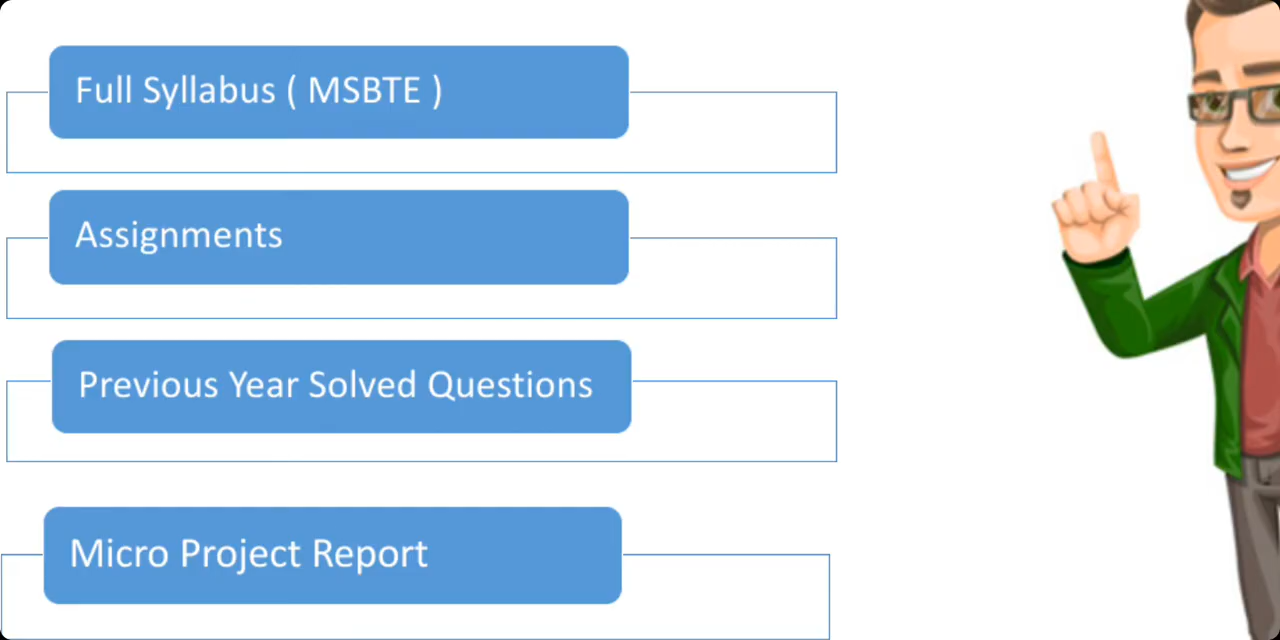 Full Syllabus ( MSBTE )
Assignments
Previous Year Solved Questions
Micro Project Report